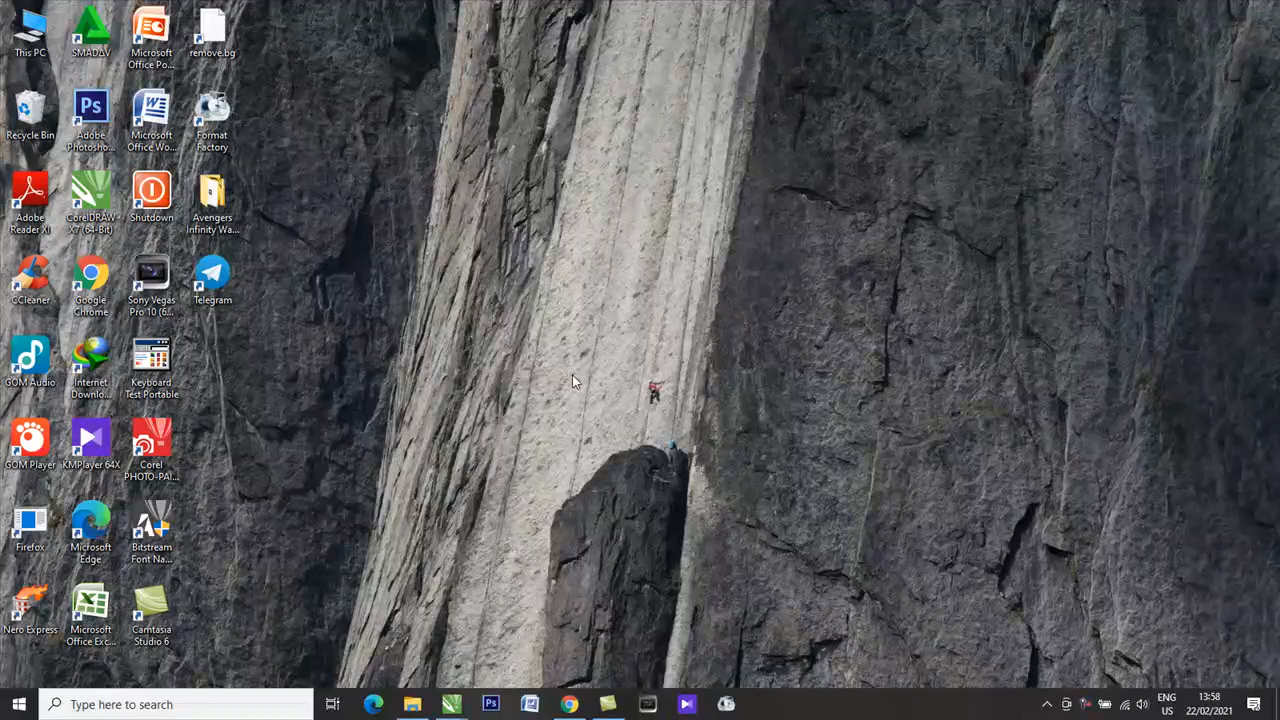 This PC
SMADΔV
Microsoft
Office Po...
remove.bg
Recycle Bin
Adobe
Photosho...
Microsoft
Office Wo...
Format
Factory
Adobe
Reader XI
CorelDRAW
X7 (64-Bit)
Shutdown
Avengers
Infinity Wa...
CCleaner
Google
Chrome
Sony Vegas
Pro 10 (6...
Telegram
GOM Audio
Internet
Downlo...
Keyboard
Test Portable
GOM Player
KMPlayer 64X
Corel
PHOTO-PAI...
Firefox
Microsoft
Edge
Bitstream
Font Na...
Nero Express
Microsoft
Office Exc...
Camtasia
Studio 6
Type here to search
ENG
US
13:58
22/02/2021